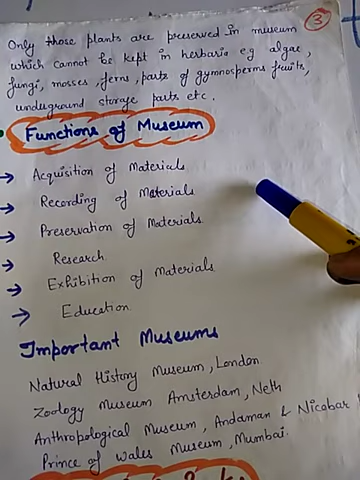 3
Only those plants are preserved in museum
which cannot be kept in herbaria e.g algae,
fungi, mosses, ferns, parts of gymnosperms fruits,
underground storage parts etc.
Functions of Museum
→ Acquisition of Materials
→ Recording of Materials
→ Preservation of Materials
→ Research
→ Exhibition of Materials
→ Education
Important Museums
Natural History Museum, London
Zoology Museum Amsterdam, Neth
Anthropological Museum, Andaman & Nicobar
Prince of Wales Museum, Mumbai.